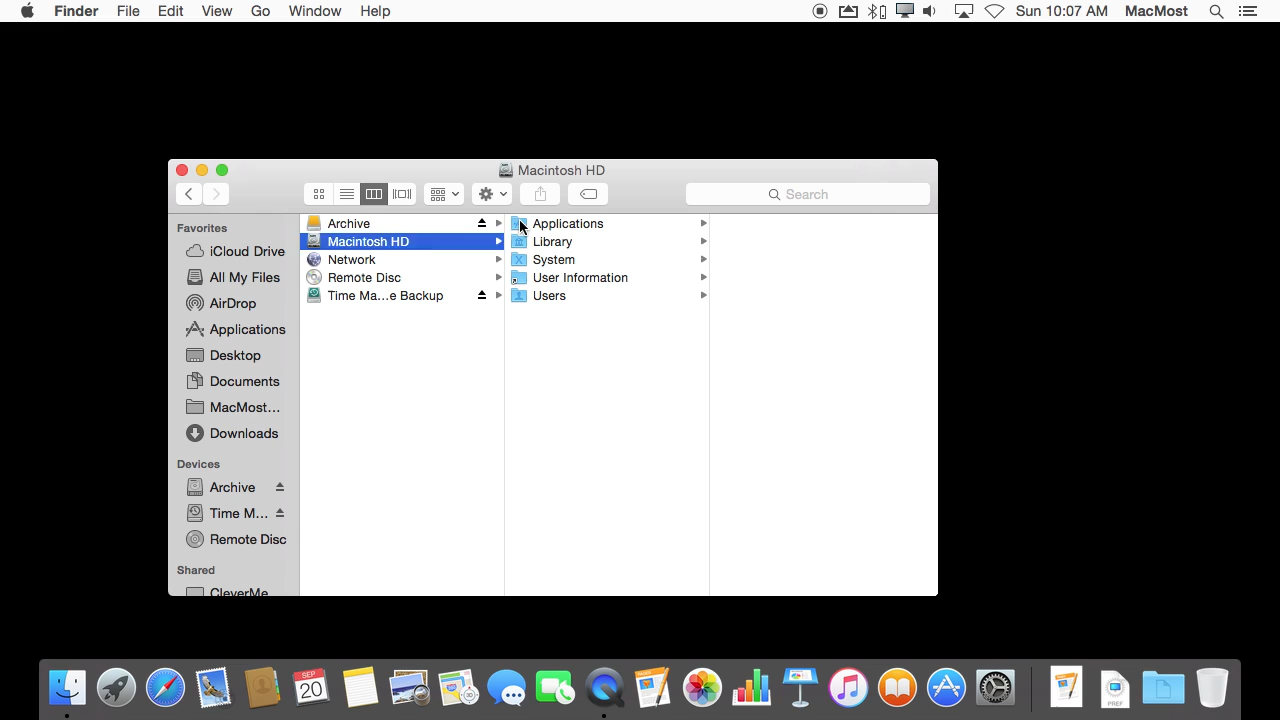 Finder File Edit View Go Window Help Sun 10:07 AM MacMost
Macintosh HD
Search
Favorites
iCloud Drive
All My Files
AirDrop
Applications
Desktop
Documents
MacMost...
Downloads
Devices
Archive
Time M...
Remote Disc
Shared
CleverMe
Archive
Macintosh HD
Network
Remote Disc
Time Ma...e Backup
Applications
Library
System
User Information
Users
SEP
20
PREF